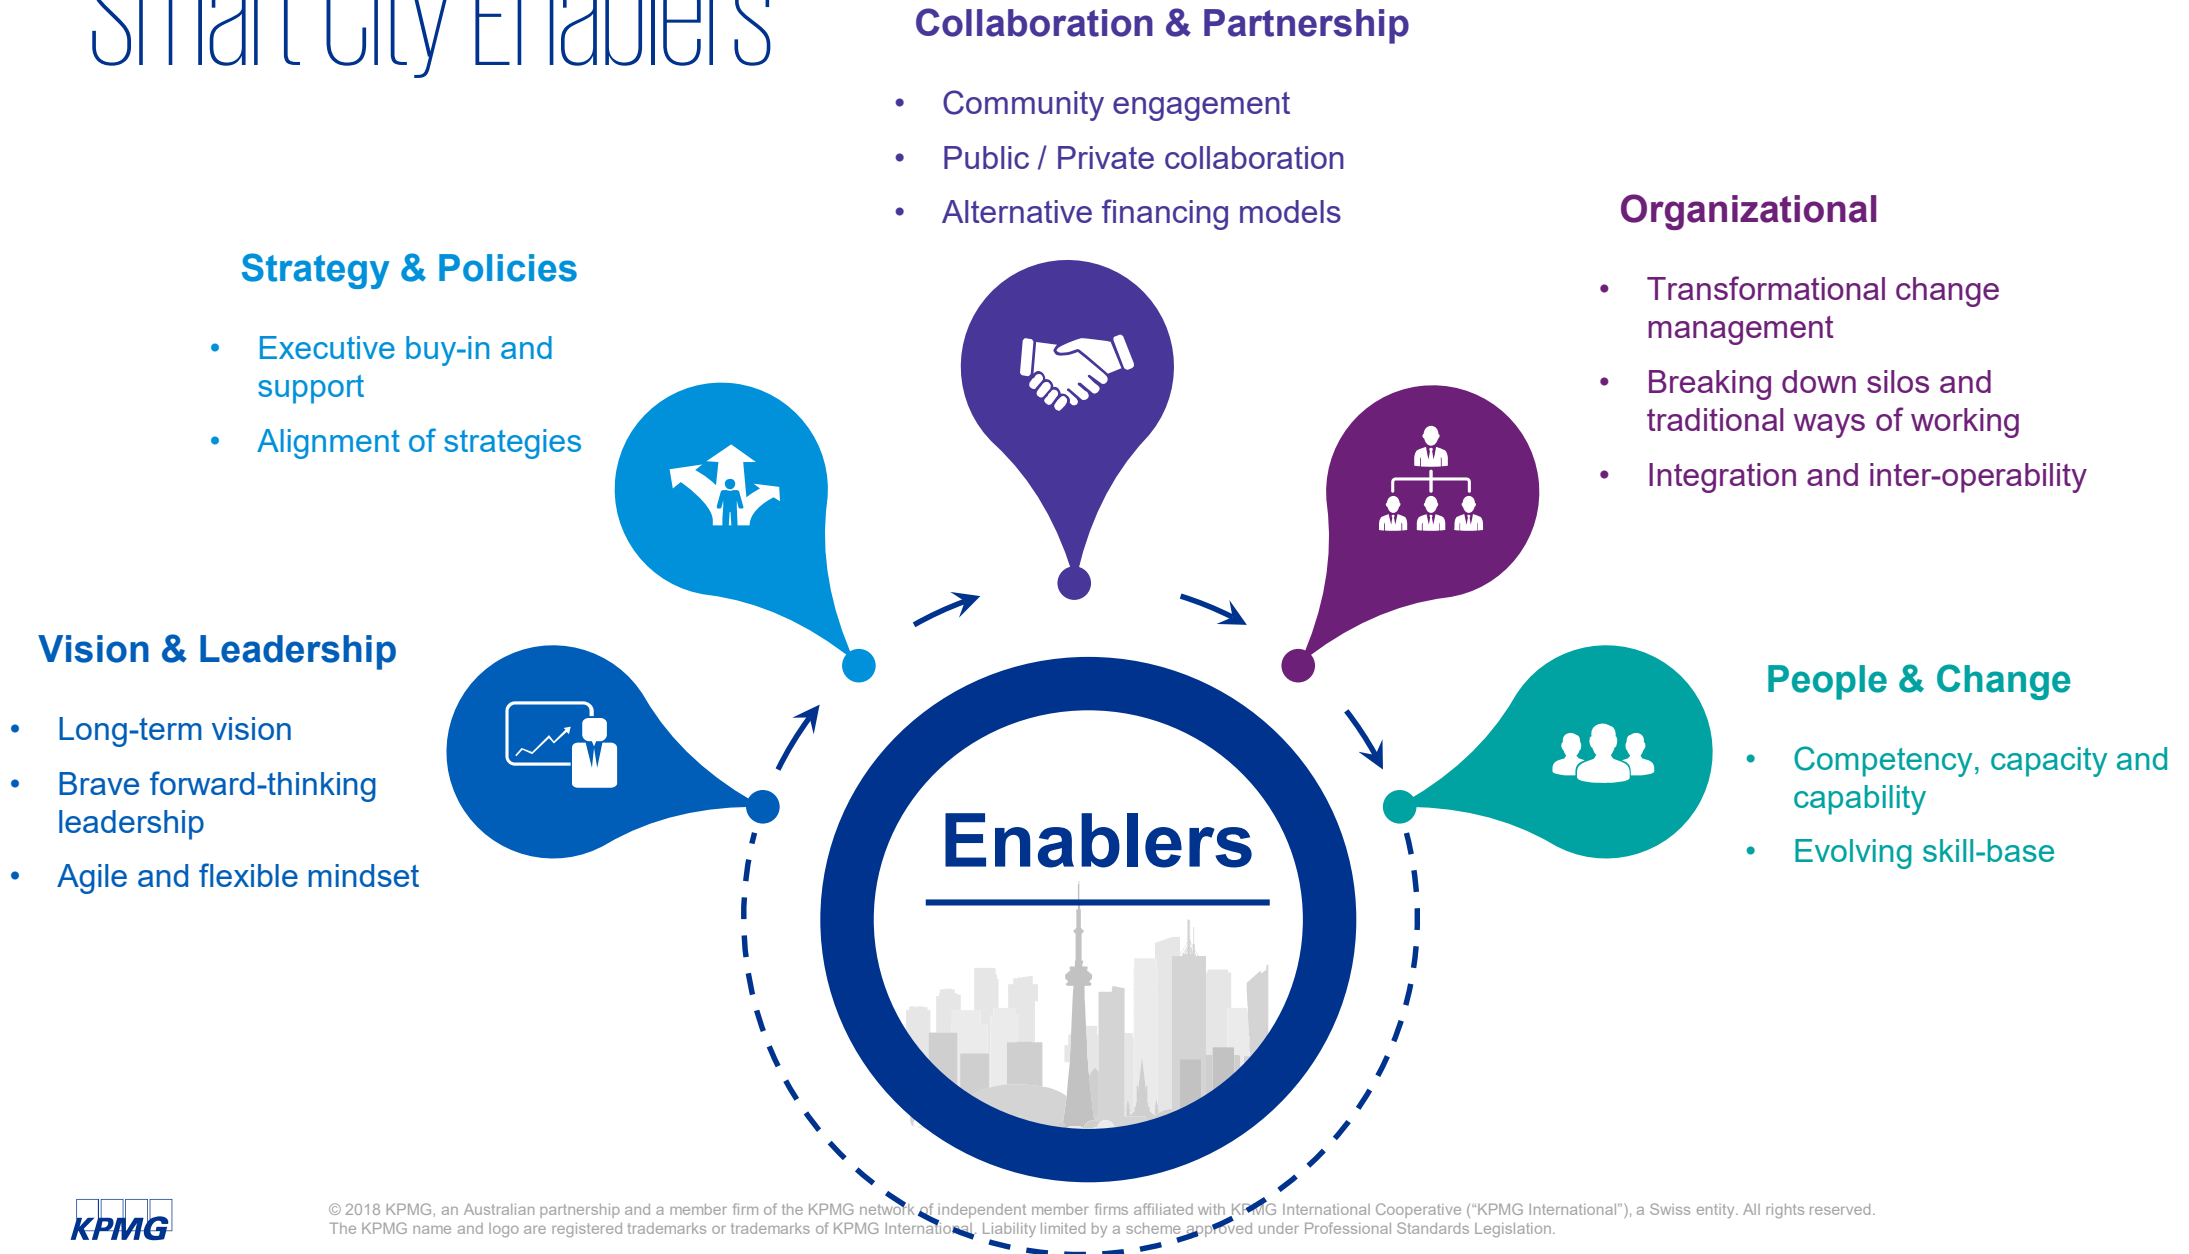 Smart City Enablers
Collaboration & Partnership
• Community engagement
• Public / Private collaboration
• Alternative financing models
Strategy & Policies
• Executive buy-in and
support
• Alignment of strategies
Organizational
• Transformational change
management
• Breaking down silos and
traditional ways of working
• Integration and inter-operability
Vision & Leadership
• Long-term vision
• Brave forward-thinking
leadership
• Agile and flexible mindset
People & Change
• Competency, capacity and
capability
• Evolving skill-base
Enablers
KPMG
© 2018 KPMG, an Australian partnership and a member firm of the KPMG network of independent member firms affiliated with KPMG International Cooperative (“KPMG International”), a Swiss entity. All rights reserved.
The KPMG name and logo are registered trademarks or trademarks of KPMG International. Liability limited by a scheme approved under Professional Standards Legislation.